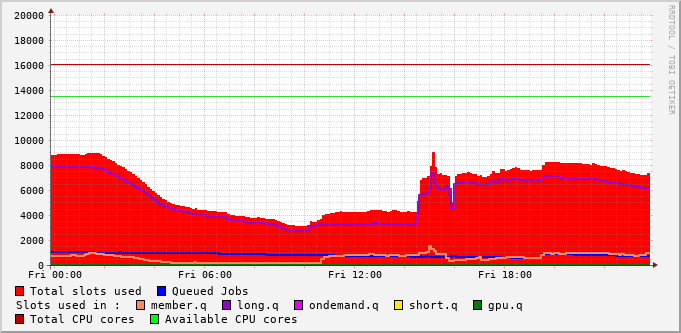 20000
18000
16000
14000
12000
10000
8000
6000
4000
2000
0
Fri 00:00 Fri 06:00 Fri 12:00 Fri 18:00
Total slots used Queued Jobs
Slots used in : member.q long.q ondemand.q short.q gpu.q
Total CPU cores Available CPU cores
RRDTOOL / TOBI OETIKER